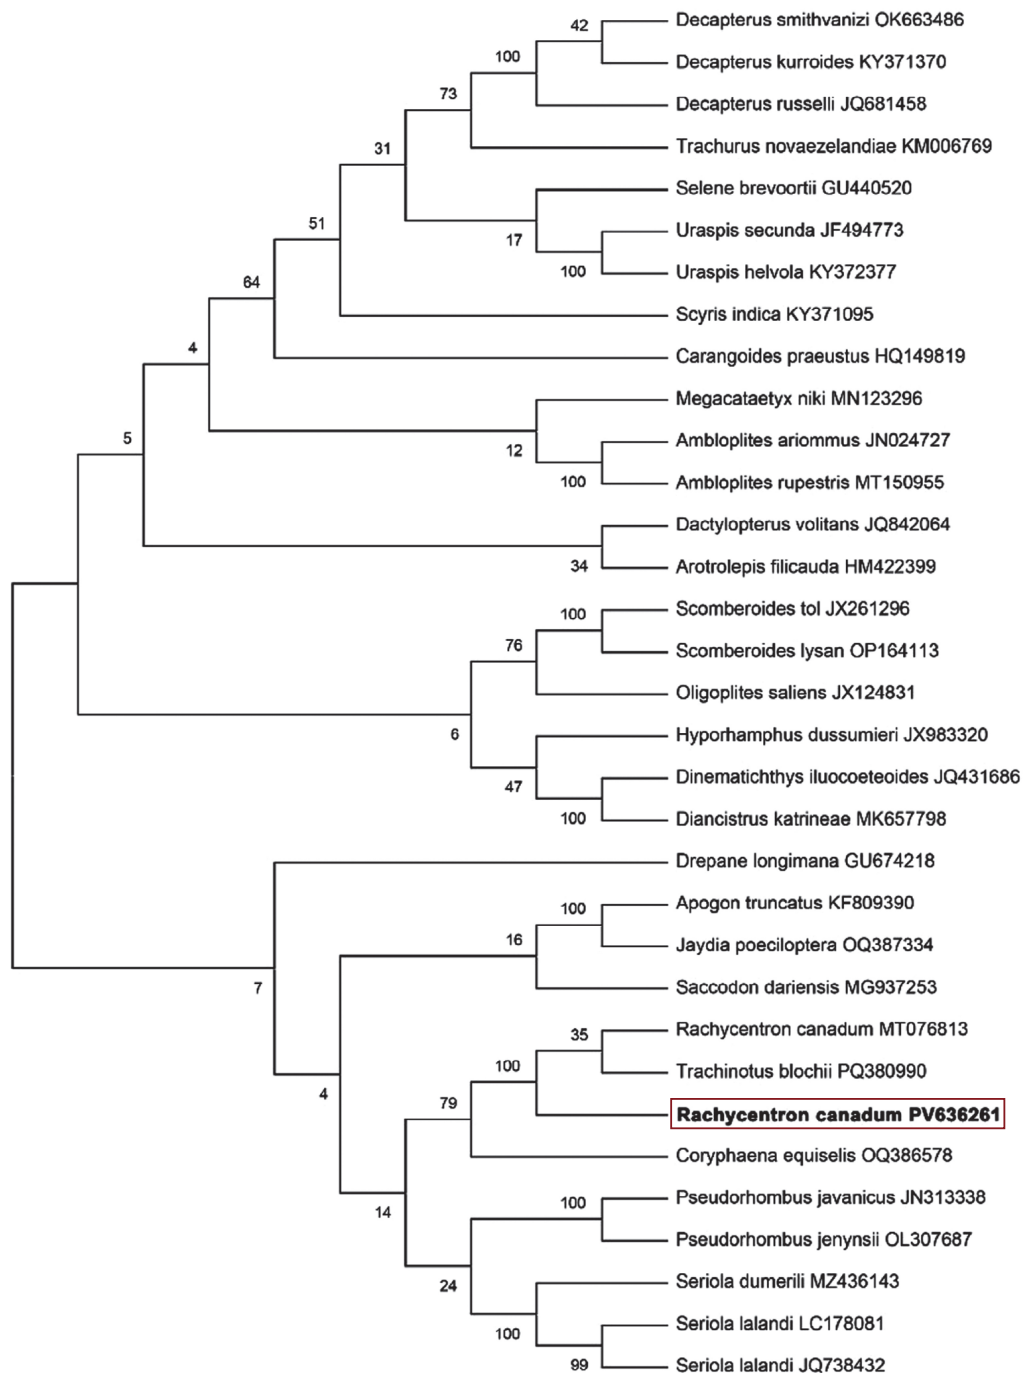 Decapterus smithvanizi OK663486
42
Decapterus kurroides KY371370
100
Decapterus russelli JQ681458
73
Trachurus novaezelandiae KM006769
31
Selene brevoortii GU440520
51
Uraspis secunda JF494773
17
Uraspis helvola KY372377
100
64
Scyris indica KY371095
4
Carangoides praeustus HQ149819
Megacataetyx niki MN123296
5
Ambloplites ariommus JN024727
12
Ambloplites rupestris MT150955
100
Dactylopterus volitans JQ842064
Arotrolepis filicauda HM422399
34
Scomberoides tol JX261296
100
Scomberoides lysan OP164113
76
Oligoplites saliens JX124831
6
Hyporhamphus dussumieri JX983320
Dinematichthys iluocoeteoides JQ431686
47
Diancistrus katrineae MK657798
100
Drepane longimana GU674218
Apogon truncatus KF809390
100
Jaydia poeciloptera OQ387334
16
Saccodon dariensis MG937253
7
Rachycentron canadum MT076813
35
Trachinotus blochii PQ380990
100
4
Rachycentron canadum PV636261
79
Coryphaena equiselis OQ386578
Pseudorhombus javanicus JN313338
100
14
Pseudorhombus jenynsii OL307687
Seriola dumerili MZ436143
24
Seriola lalandi LC178081
100
Seriola lalandi JQ738432
99